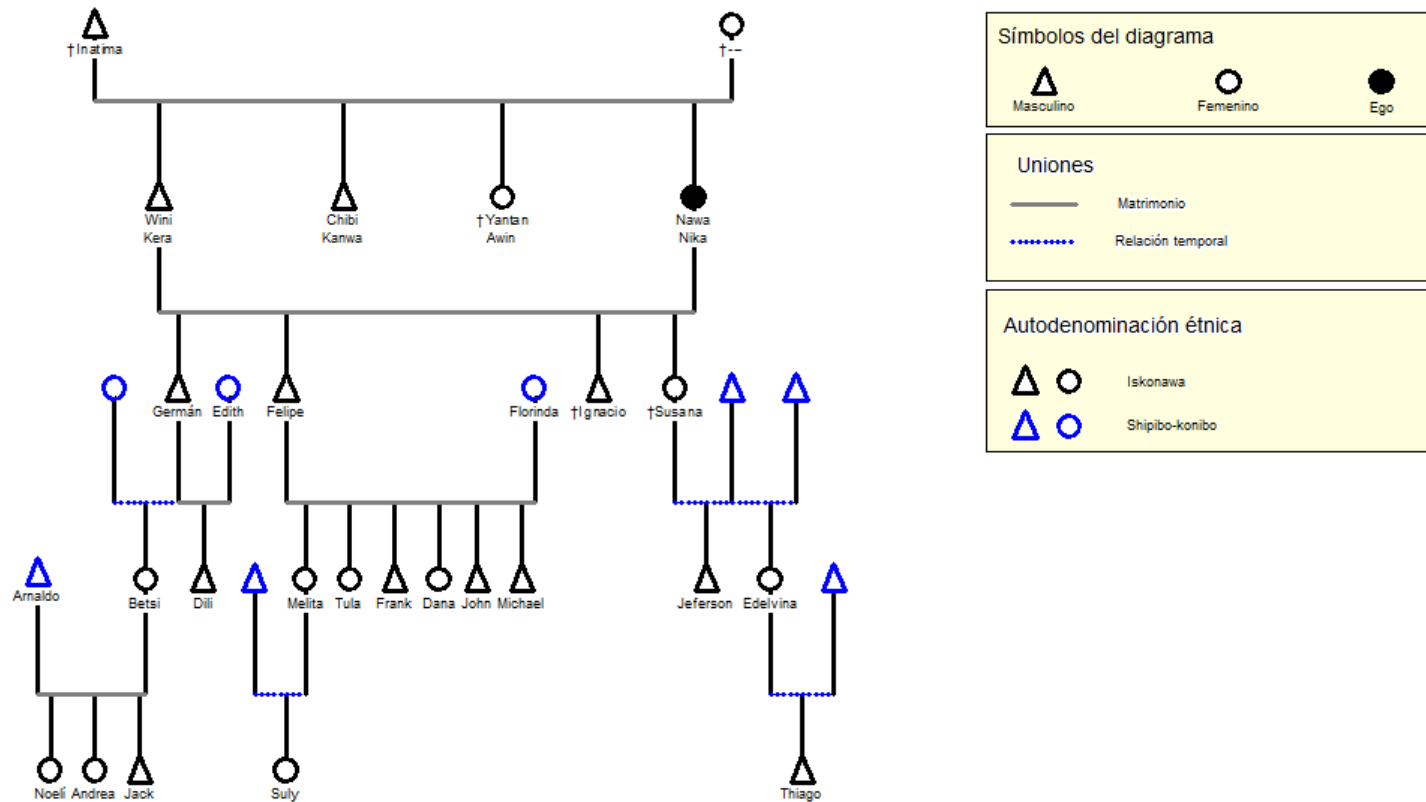 †Inatima
†--
Wini
Kera
Chibi
Kanwa
†Yantan
Awin
Nawa
Nika
Germán
Edith
Felipe
Florinda
†Ignacio
†Susana
Arnaldo
Betsi
Dili
Melita
Tula
Frank
Dana
John
Michael
Jeferson
Edelvina
Noelí
Andrea
Jack
Suly
Thiago
Símbolos del diagrama
Masculino
Femenino
Ego
Uniones
Matrimonio
Relación temporal
Autodenominación étnica
Iskonawa
Shipibo-konibo